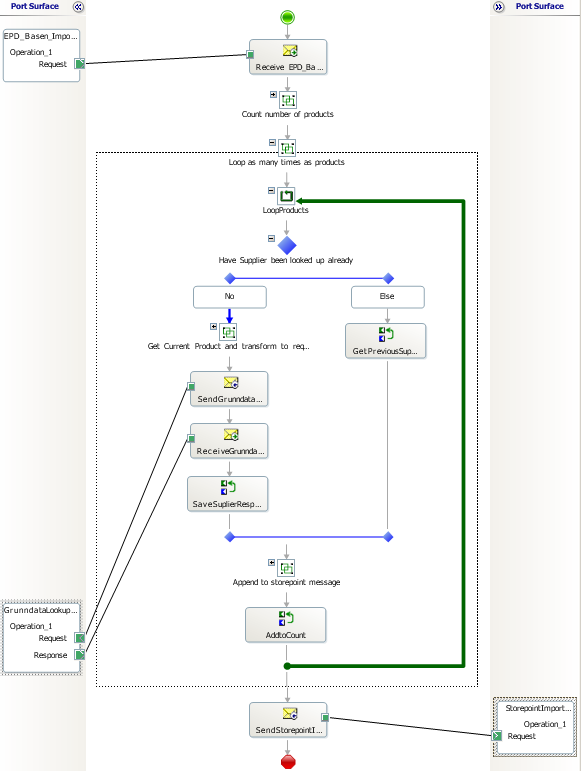 Port Surface
Port Surface
EPD_Basen_Impo...
Operation_1
Request
Receive_EPD_Ba...
Count number of products
Loop as many times as products
LoopProducts
Have Supplier been looked up already
No
Else
Get Current Product and transform to req...
GetPreviousSup...
SendGrunndata...
ReceiveGrunnda...
SaveSuplierResp...
Append to storepoint message
GrunndataLookup...
Operation_1
Request
Response
AddtoCount
SendStorepointI...
StorepointImport...
Operation_1
Request